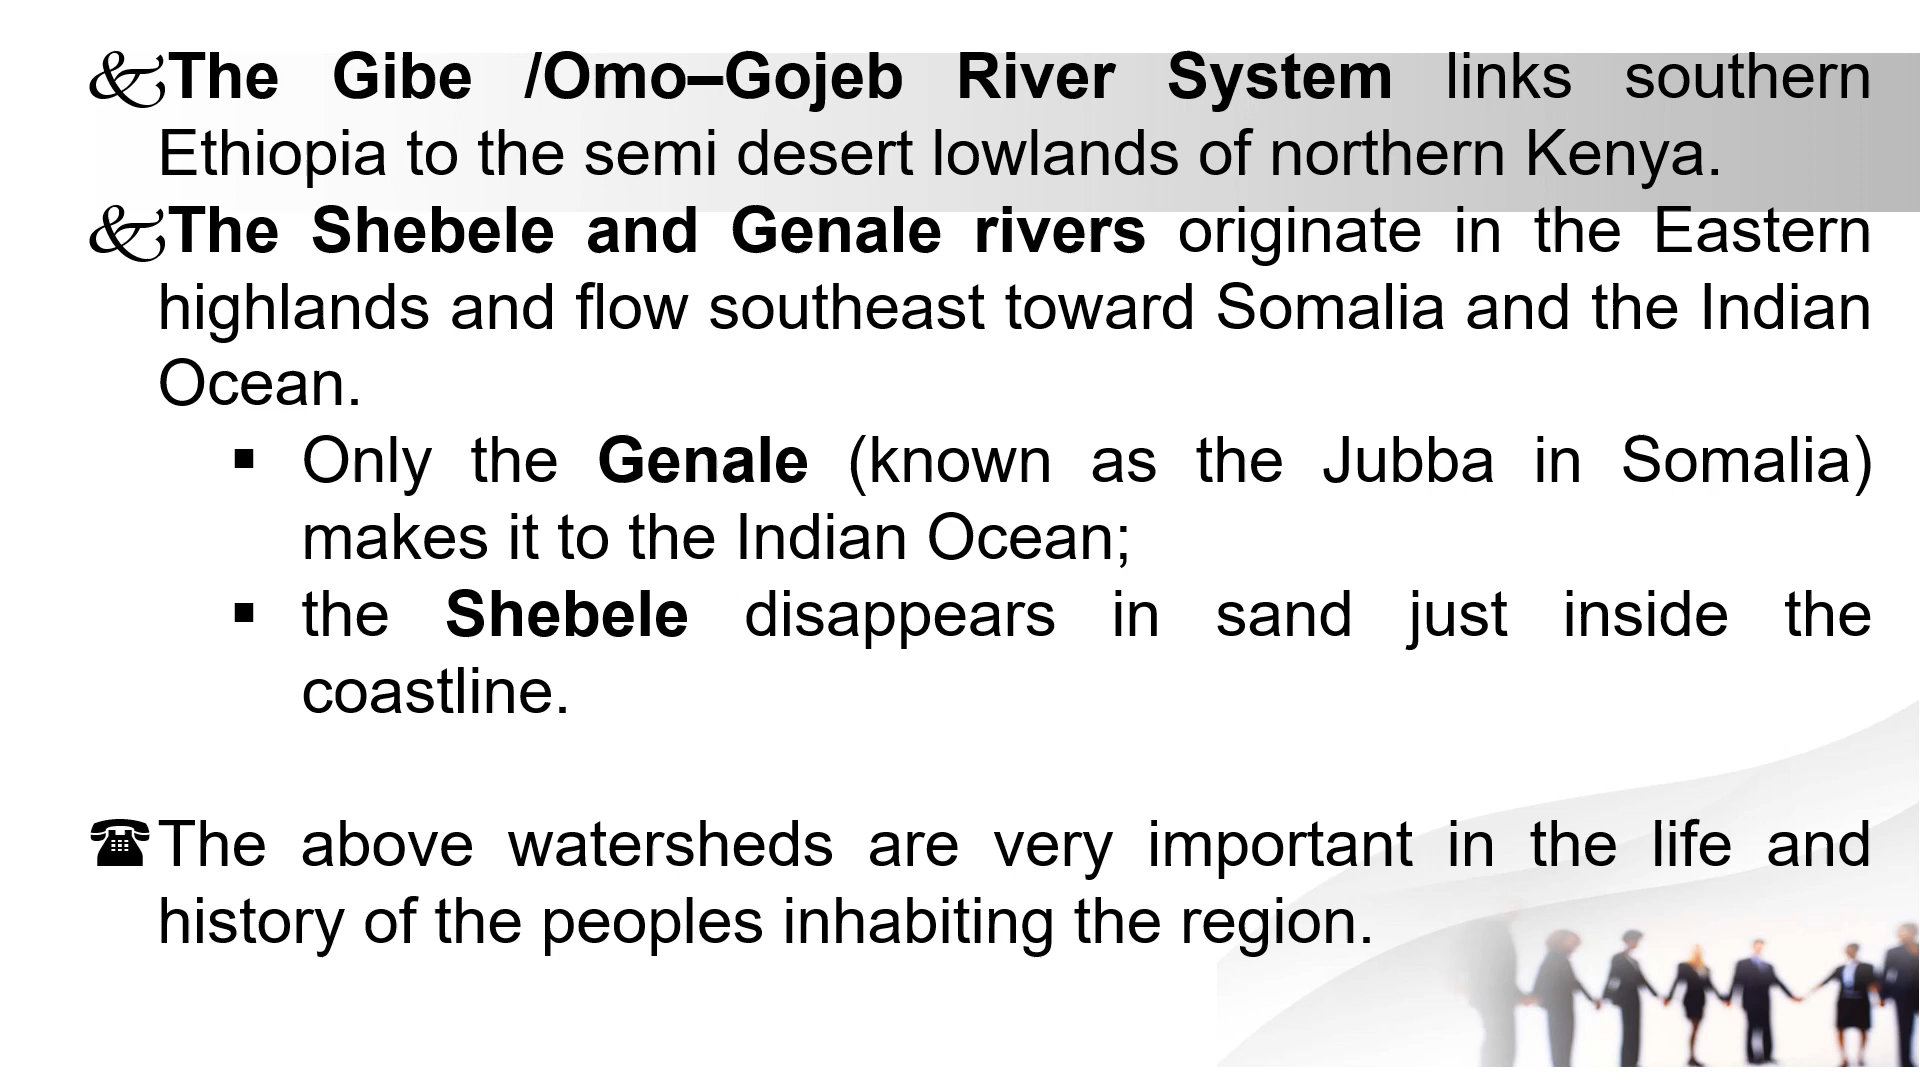 The Gibe /Omo–Gojeb River System links southern
Ethiopia to the semi desert lowlands of northern Kenya.
The Shebele and Genale rivers originate in the Eastern
highlands and flow southeast toward Somalia and the Indian
Ocean.
▪ Only the Genale (known as the Jubba in Somalia)
makes it to the Indian Ocean;
▪ the Shebele disappears in sand just inside the
coastline.
☎The above watersheds are very important in the life and
history of the peoples inhabiting the region.